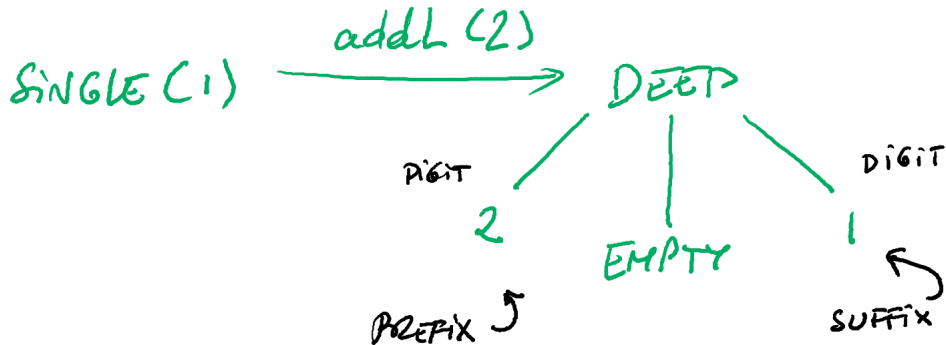 addL (2)
SINGLE (1) DEEP
DIGIT DIGIT
2 EMPTY 1
PREFIX SUFFIX